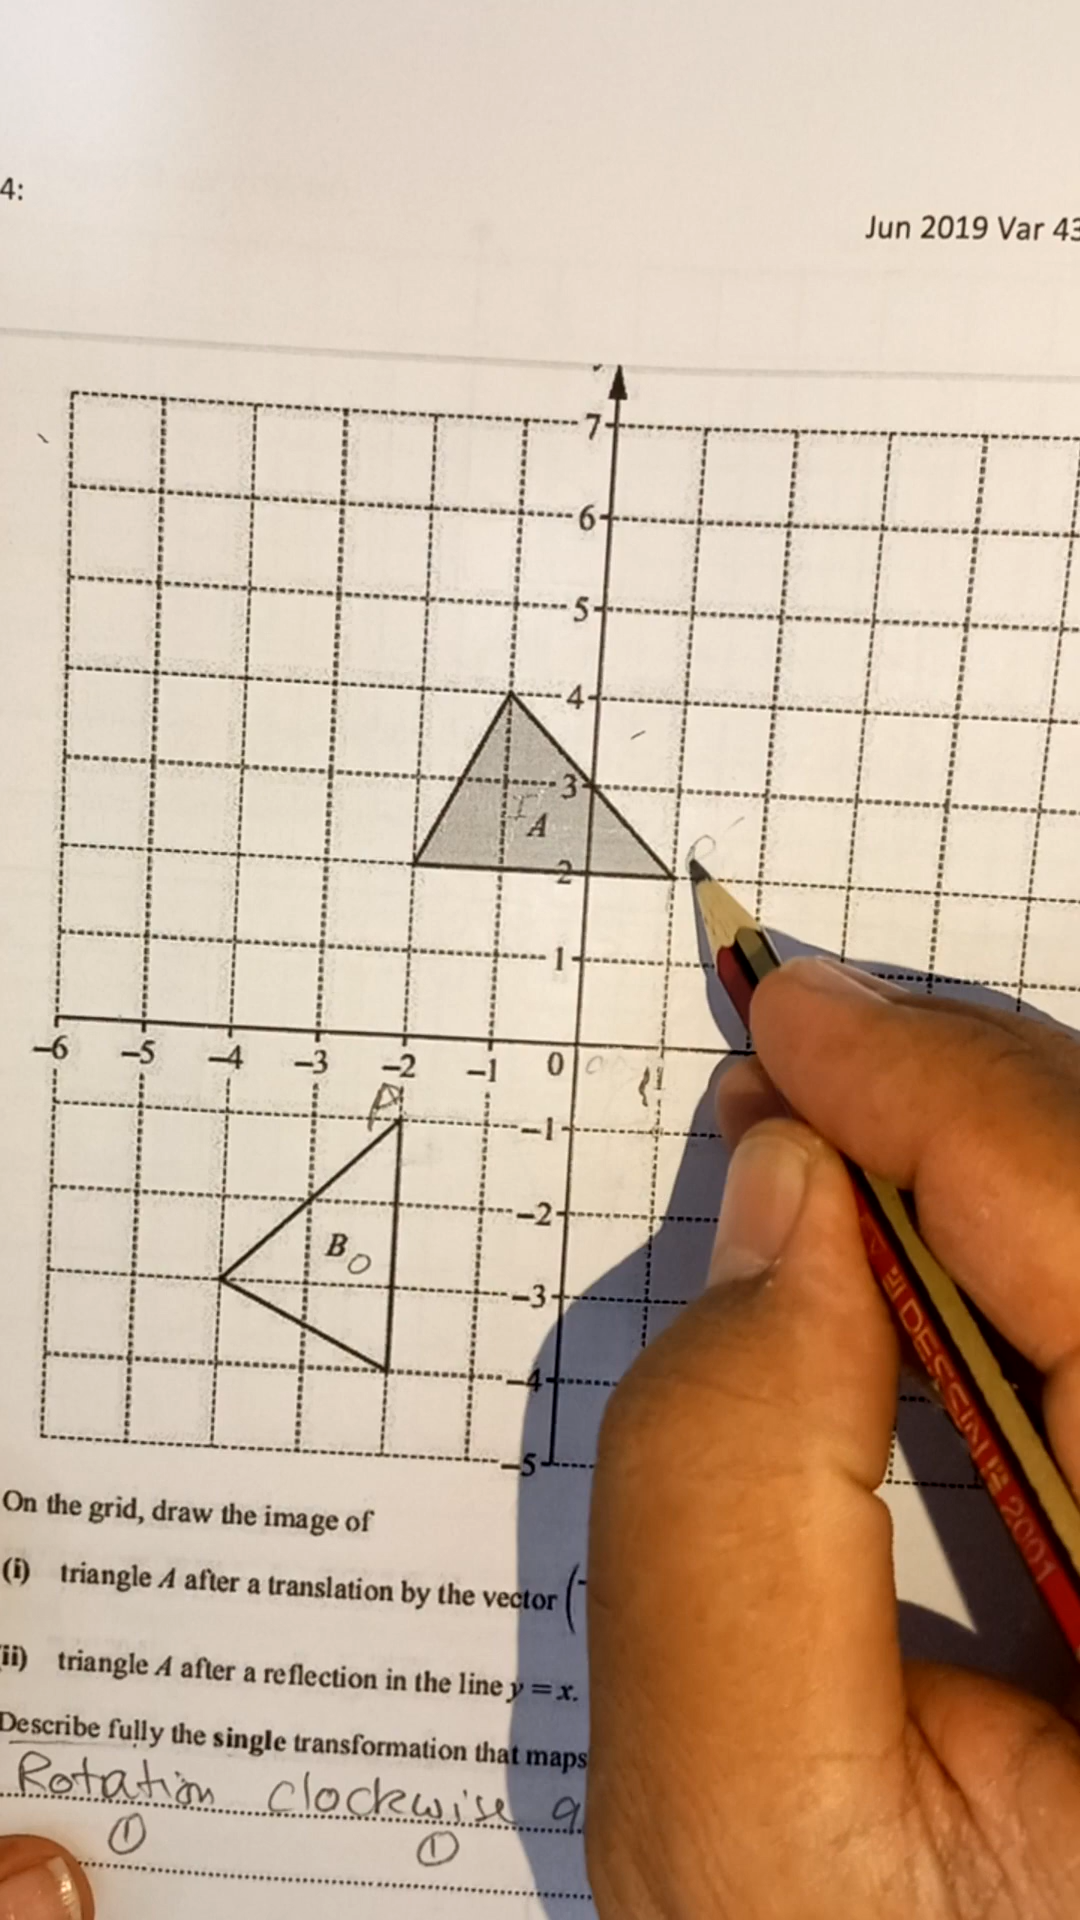 4:
Jun 2019 Var 43
7
6
5
4
3
A
2
1
–6 –5 –4 –3 –2 –1 0
–1
–2
B
–3
–4
–5
On the grid, draw the image of
(i) triangle A after a translation by the vector (
ii) triangle A after a reflection in the line y = x.
Describe fully the single transformation that maps
Rotation clockwise
1 1
DESSIN 2001